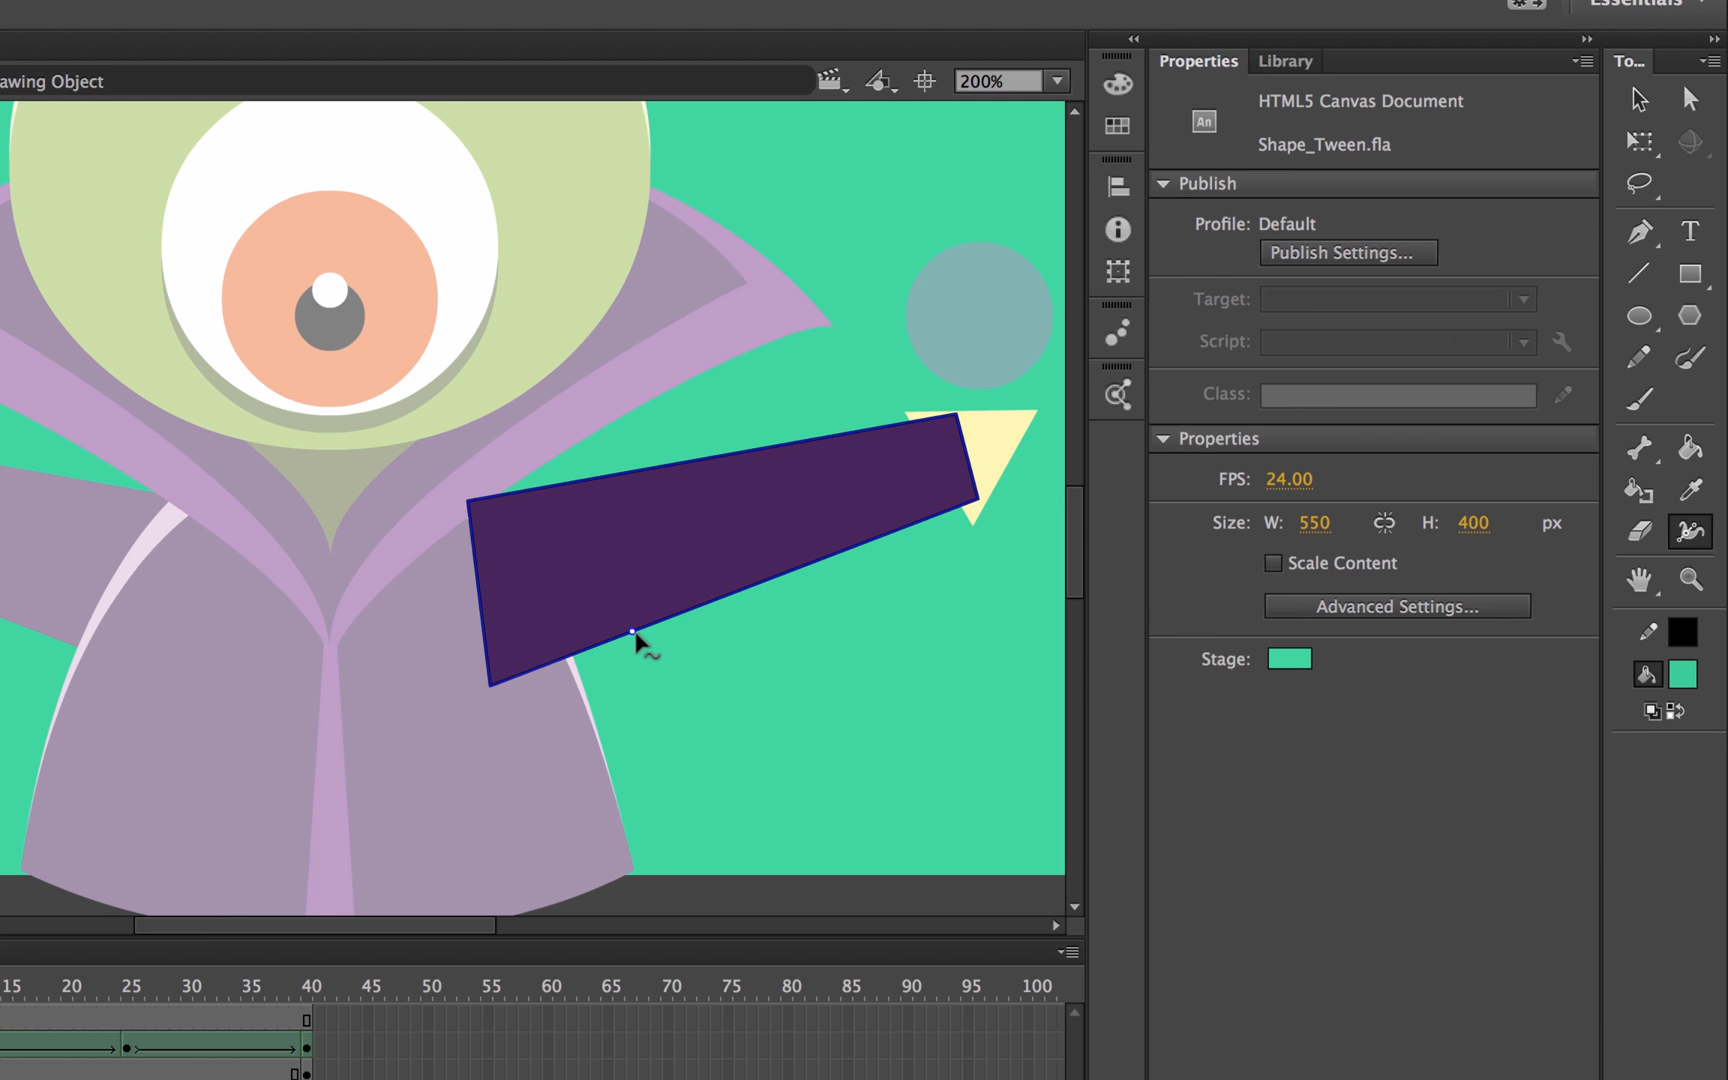 Essentials
awing Object
200%
Properties
Library
To...
An
HTML5 Canvas Document
Shape_Tween.fla
Publish
Profile: Default
Publish Settings...
Target:
Script:
Class:
Properties
FPS: 24.00
Size: W: 550 H: 400 px
Scale Content
Advanced Settings...
Stage:
T
15 20 25 30 35 40 45 50 55 60 65 70 75 80 85 90 95 100